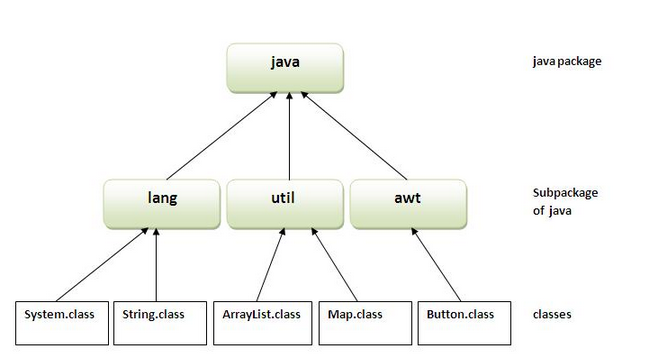 java
java package
lang
util
awt
Subpackage
of java
System.class
String.class
ArrayList.class
Map.class
Button.class
classes